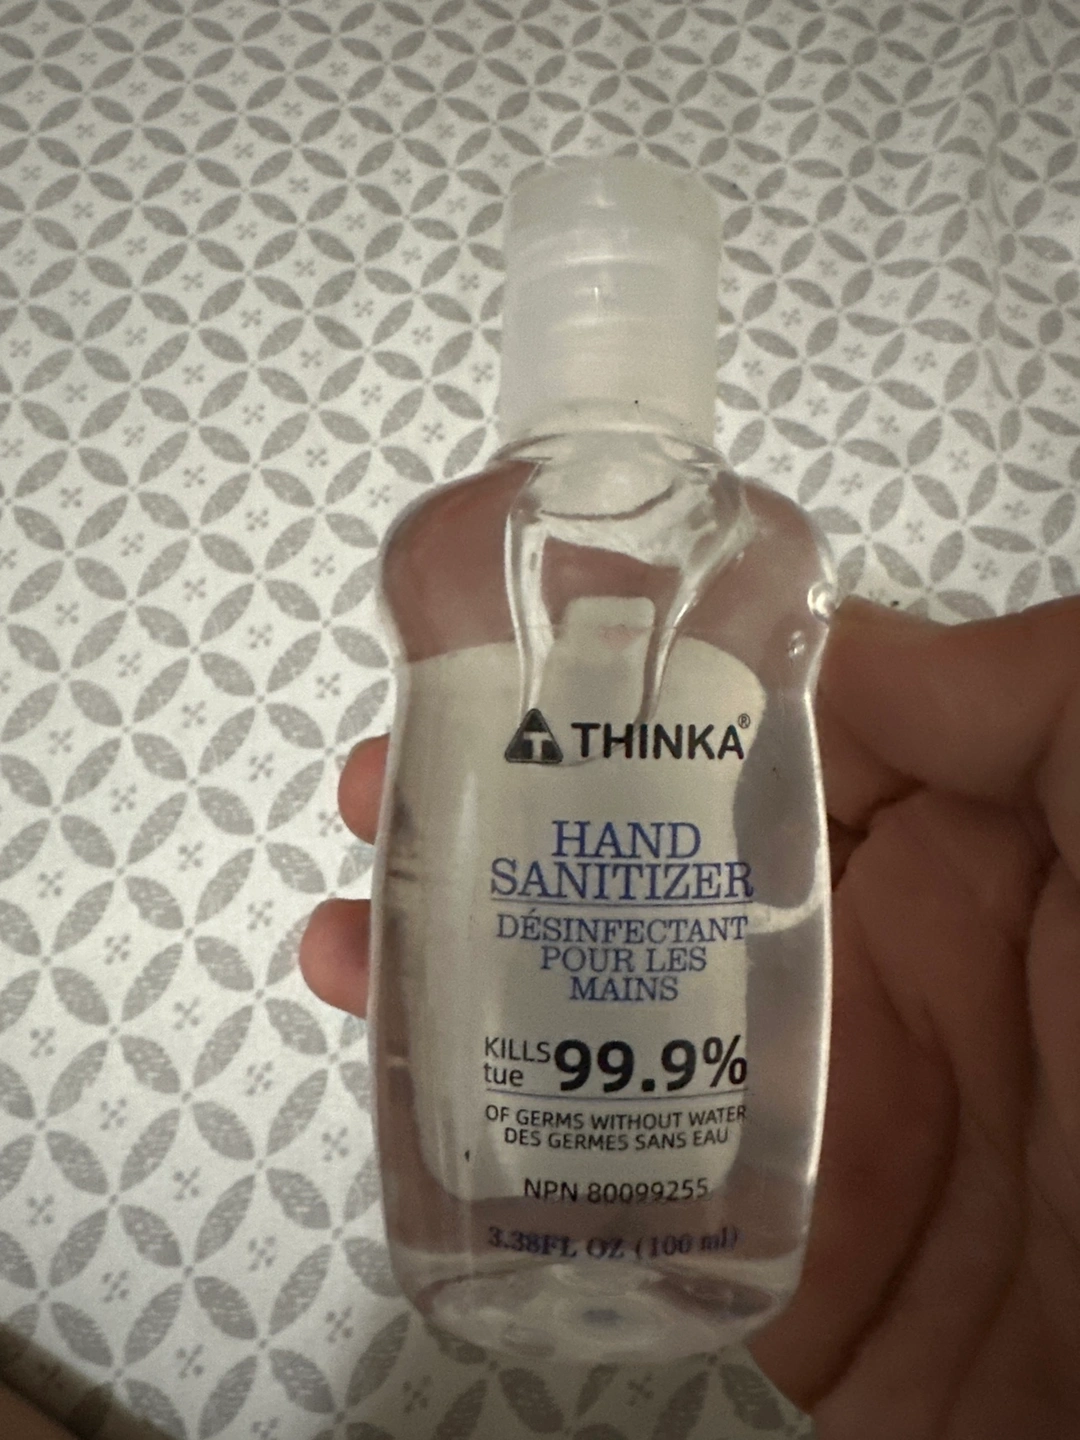 THINKA®
HAND
SANITIZER
DÉSINFECTANT
POUR LES
MAINS
KILLS
tue 99.9%
OF GERMS WITHOUT WATER
DES GERMES SANS EAU
NPN 80099255
3.38FL OZ (100 ml)